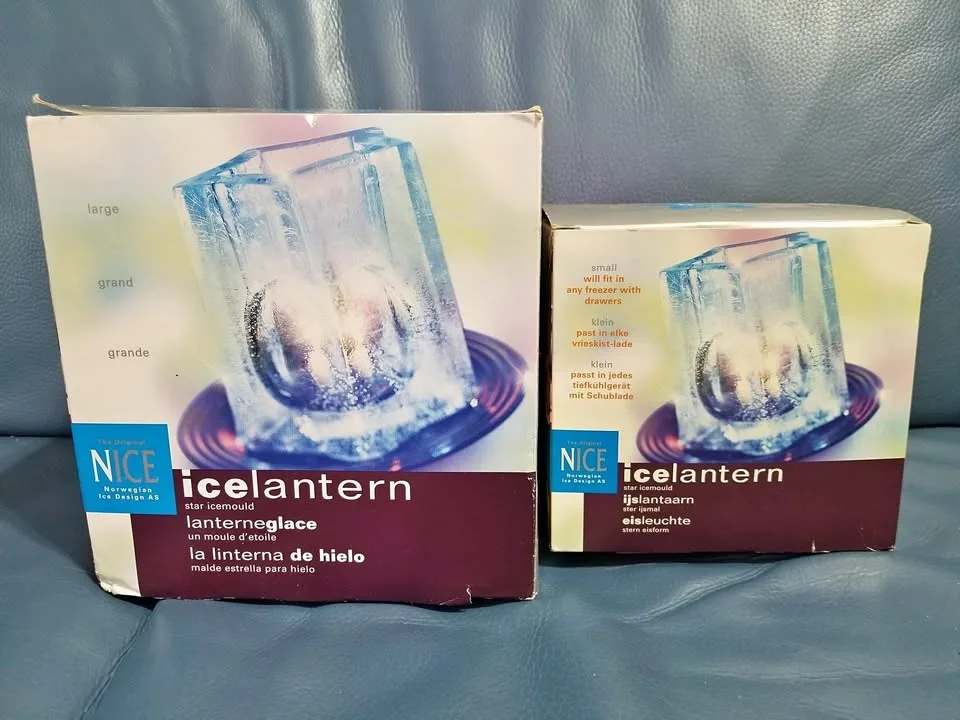 large
grand
grande
The Original
NICE
Norwegian
Ice Design AS
icelantern
star icemould
lanterneglace
un moule d'etoile
la linterna de hielo
malde estrella para hielo
small
will fit in
any freezer with
drawers
klein
past in elke
vrieskist-lade
klein
passt in jedes
tiefkühlgerät
mit Schublade
The Original
NICE
Norwegian
Ice Design AS
icelantern
star icemould
ijslantaarn
ster ijsmal
eisleuchte
stern eisform